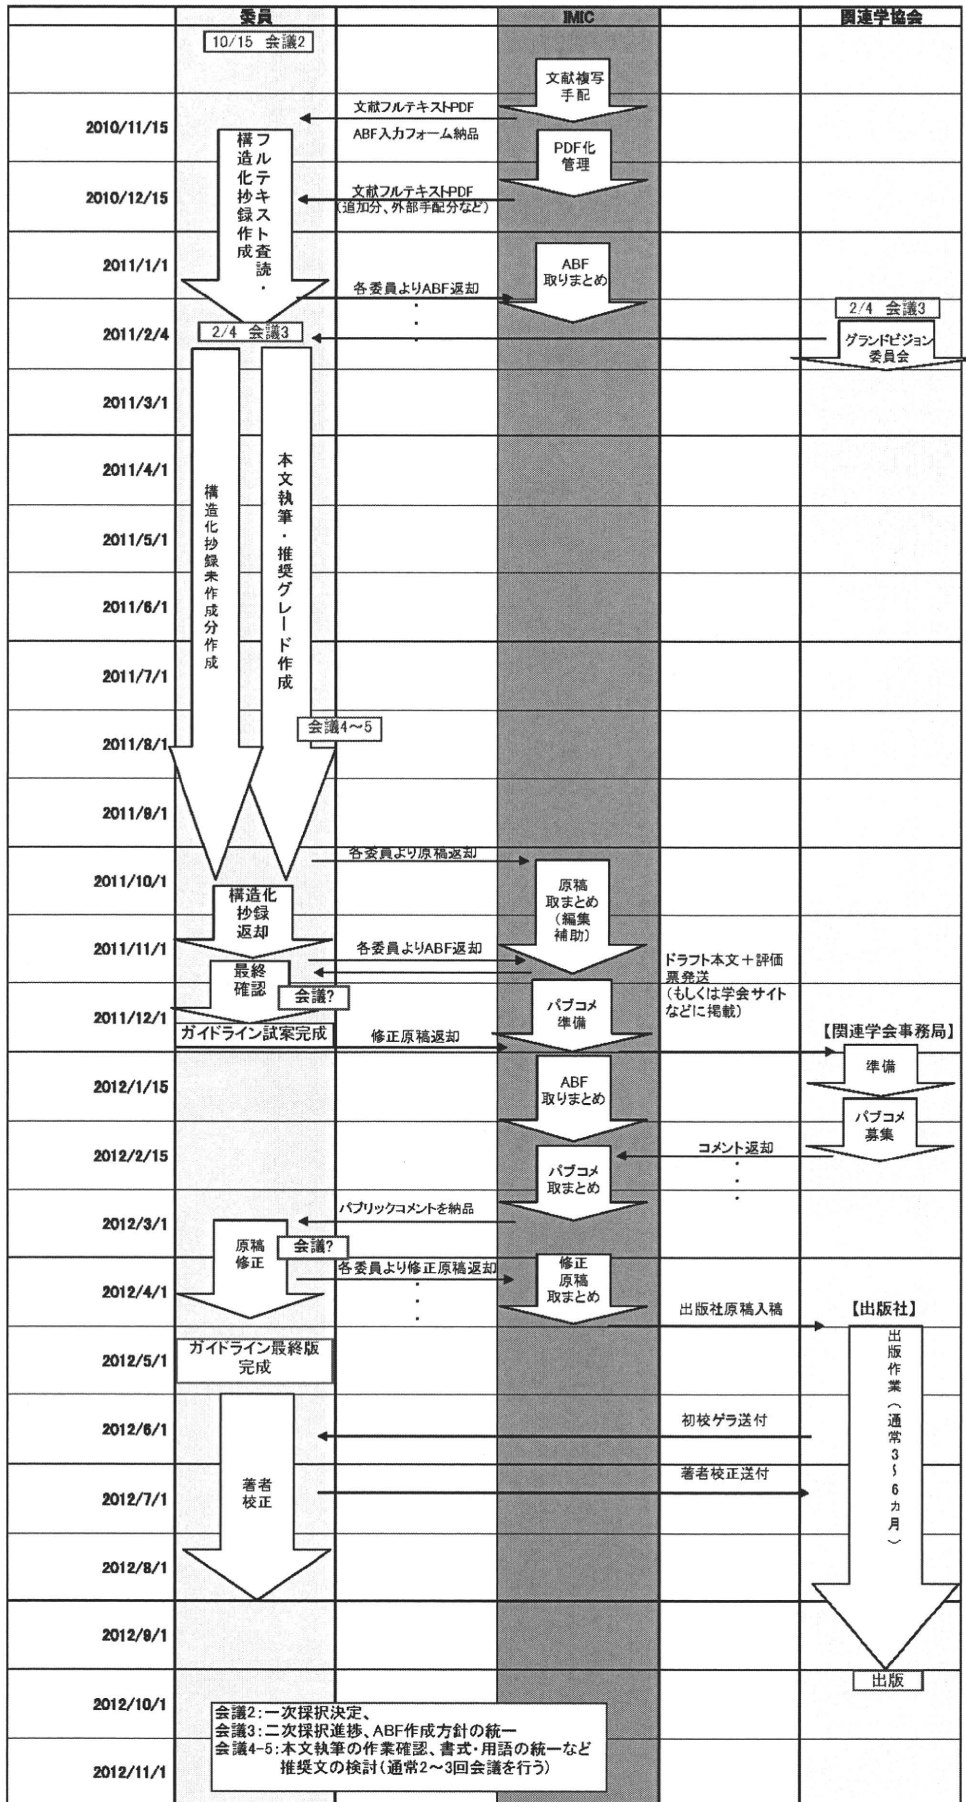 委員
IMIC
関連学協会
10/15 会議2
文献複写
手配
文献フルテキストPDF
2010/11/15
ABF入力フォーム納品
フルテキスト査読・
構造化抄録作成
PDF化
管理
2010/12/15
文献フルテキストPDF
(追加分、外部手配分など)
2011/1/1
ABF
取りまとめ
各委員よりABF返却
・
・
2/4 会議3
2011/2/4
2/4 会議3
グランドビジョン
委員会
2011/3/1
2011/4/1
本文執筆・推奨グレード作成
構造化抄録未作成分作成
2011/5/1
2011/6/1
2011/7/1
会議4～5
2011/8/1
2011/9/1
各委員より原稿返却
2011/10/1
構造化
抄録
返却
原稿
取まとめ
(編集
補助)
2011/11/1
各委員よりABF返却
最終
確認
会議?
ドラフト本文＋評価
票発送
(もしくは学会サイト
などに掲載)
2011/12/1
パブコメ
準備
ガイドライン試案完成
修正原稿返却
【関連学会事務局】
準備
2012/1/15
ABF
取りまとめ
パブコメ
募集
2012/2/15
コメント返却
・
・
・
パブコメ
取まとめ
2012/3/1
パブリックコメントを納品
原稿
修正
会議?
各委員より修正原稿返却
・
・
・
修正
原稿
取まとめ
2012/4/1
出版社原稿入稿
【出版社】
出版作業(通常3～6カ月)
ガイドライン最終版
完成
2012/5/1
2012/6/1
初校ゲラ送付
著者
校正
著者校正送付
2012/7/1
2012/8/1
2012/9/1
出版
2012/10/1
会議2:一次採択決定、
会議3:二次採択進捗、ABF作成方針の統一
会議4-5:本文執筆の作業確認、書式・用語の統一など
推奨文の検討(通常2～3回会議を行う)
2012/11/1